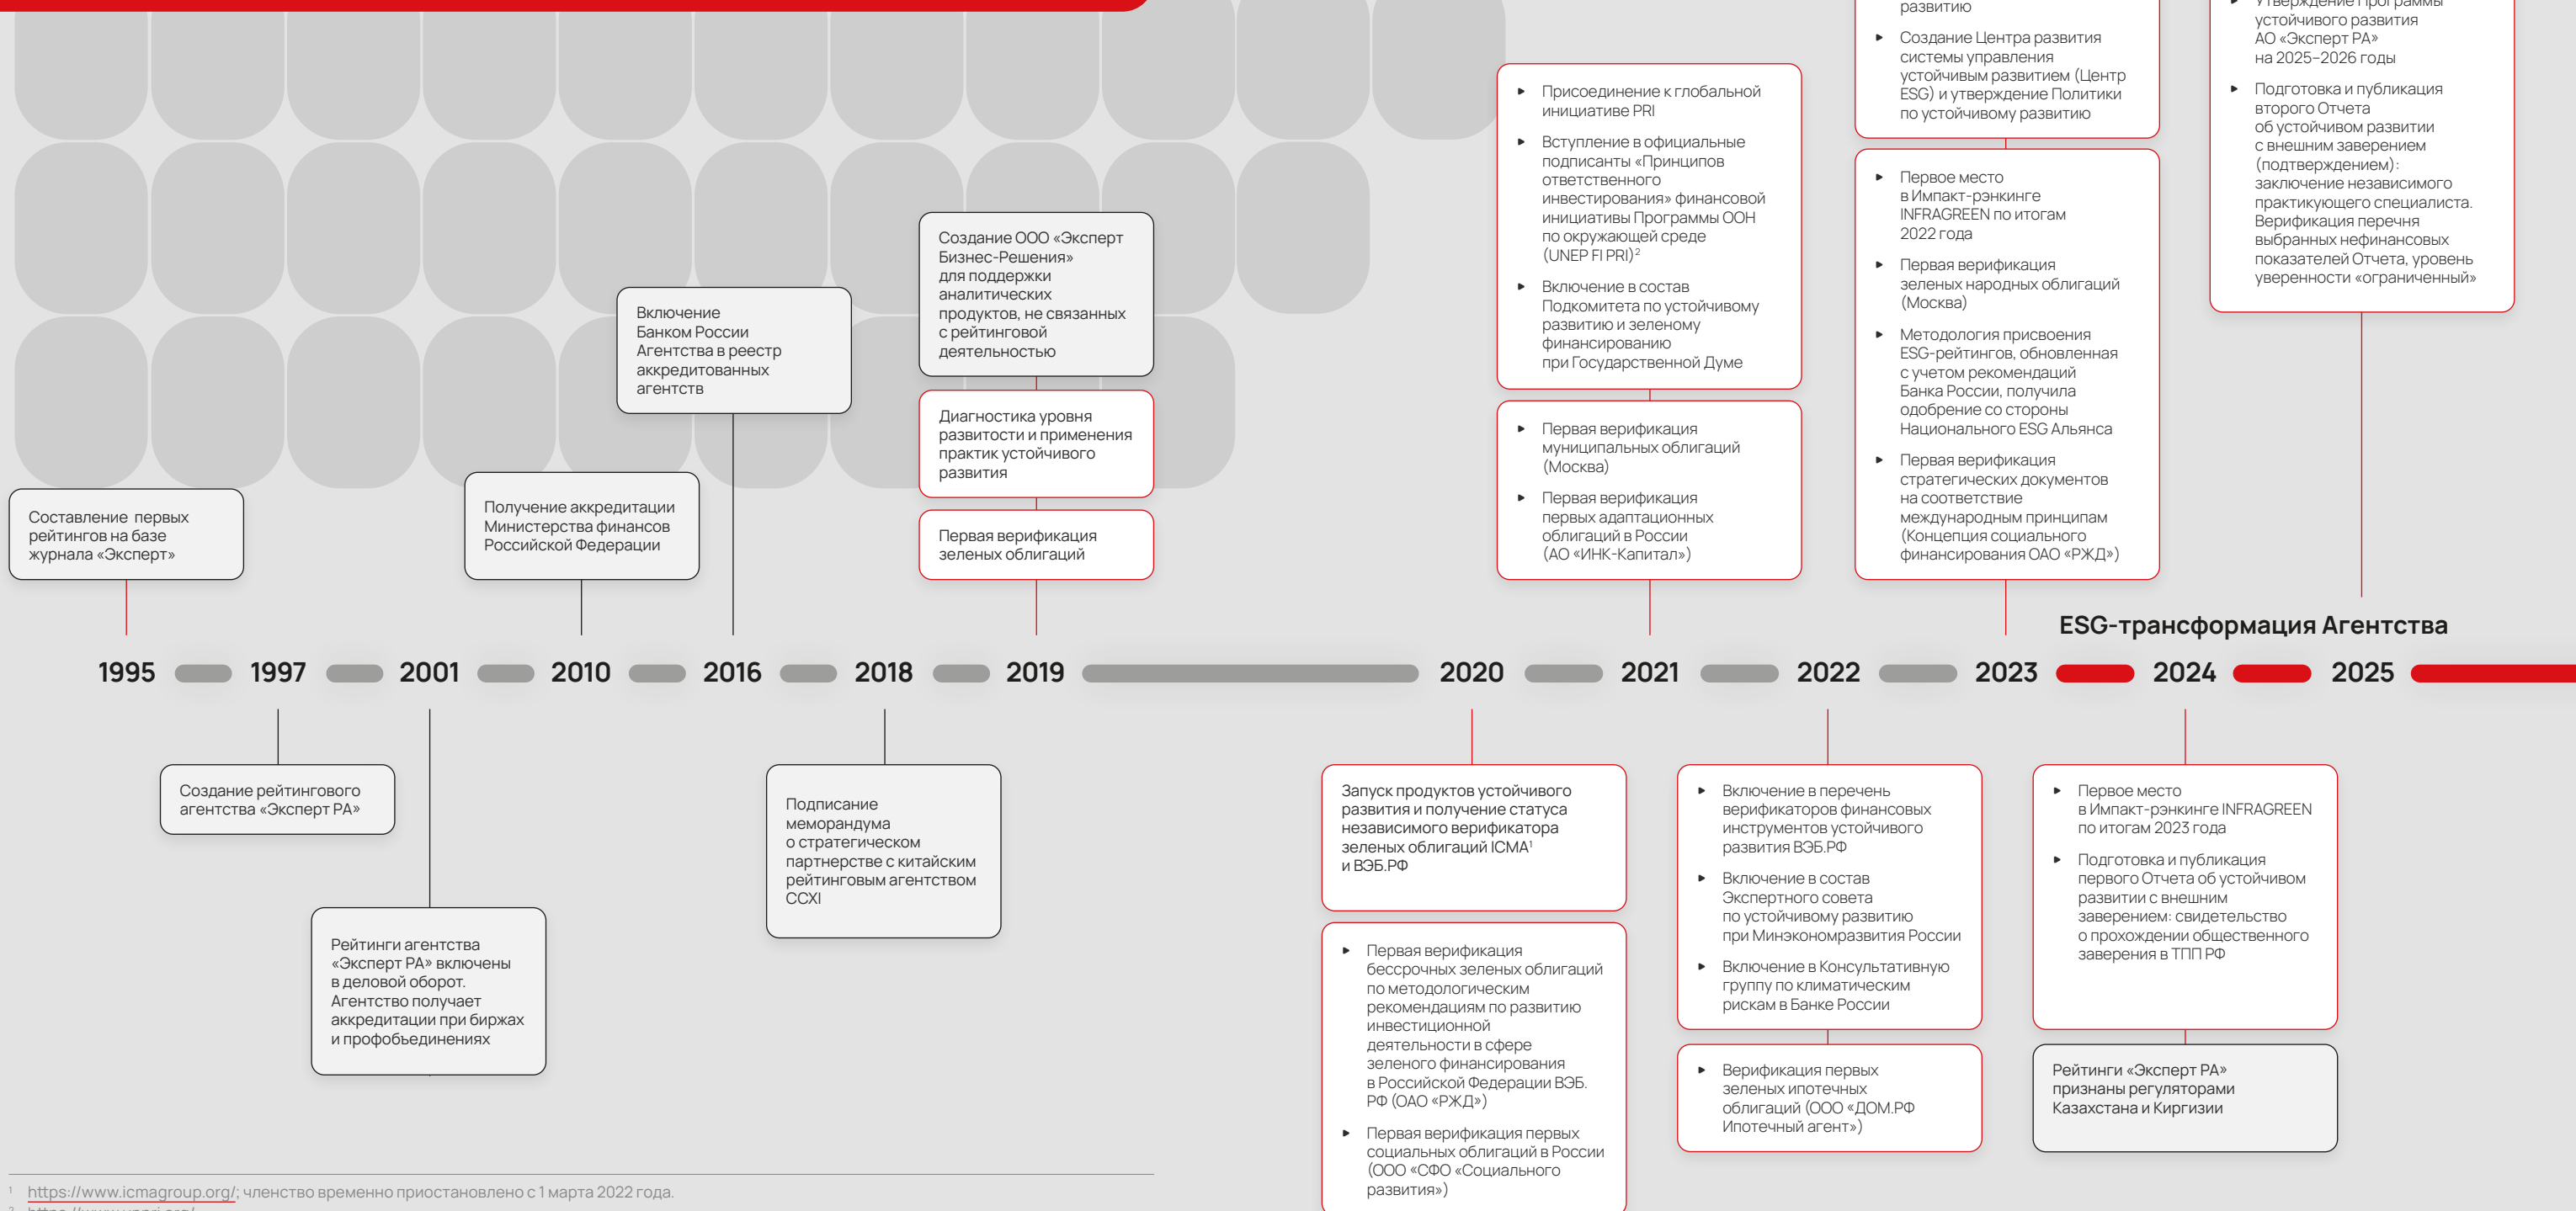 развитию
Создание Центра развития
системы управления
устойчивым развитием (Центр
ESG) и утверждение Политики
по устойчивому развитию
Утверждение Программы
устойчивого развития
АО «Эксперт РА»
на 2025–2026 годы
Подготовка и публикация
второго Отчета
об устойчивом развитии
с внешним заверением
(подтверждением):
заключение независимого
практикующего специалиста.
Верификация перечня
выбранных нефинансовых
показателей Отчета, уровень
уверенности «ограниченный»
Присоединение к глобальной
инициативе PRI
Вступление в официальные
подписанты «Принципов
ответственного
инвестирования» финансовой
инициативы Программы ООН
по окружающей среде
(UNEP FI PRI)²
Включение в состав
Подкомитета по устойчивому
развитию и зеленому
финансированию
при Государственной Думе
Первое место
в Импакт-рэнкинге
INFRAGREEN по итогам
2022 года
Первая верификация
зеленых народных облигаций
(Москва)
Методология присвоения
ESG-рейтингов, обновленная
с учетом рекомендаций
Банка России, получила
одобрение со стороны
Национального ESG Альянса
Первая верификация
стратегических документов
на соответствие
международным принципам
(Концепция социального
финансирования ОАО «РЖД»)
Создание ООО «Эксперт
Бизнес-Решения»
для поддержки
аналитических
продуктов, не связанных
с рейтинговой
деятельностью
Включение
Банком России
Агентства в реестр
аккредитованных
агентств
Диагностика уровня
развитости и применения
практик устойчивого
развития
Первая верификация
муниципальных облигаций
(Москва)
Первая верификация
первых адаптационных
облигаций в России
(АО «ИНК-Капитал»)
Составление первых
рейтингов на базе
журнала «Эксперт»
Получение аккредитации
Министерства финансов
Российской Федерации
Первая верификация
зеленых облигаций
ESG-трансформация Агентства
1995 1997 2001 2010 2016 2018 2019 2020 2021 2022 2023 2024 2025
Создание рейтингового
агентства «Эксперт РА»
Рейтинги агентства
«Эксперт РА» включены
в деловой оборот.
Агентство получает
аккредитации при биржах
и профобъединениях
Подписание
меморандума
о стратегическом
партнерстве с китайским
рейтинговым агентством
CCXI
Запуск продуктов устойчивого
развития и получение статуса
независимого верификатора
зеленых облигаций ICMA¹
и ВЭБ.РФ
Первая верификация
бессрочных зеленых облигаций
по методологическим
рекомендациям по развитию
инвестиционной
деятельности в сфере
зеленого финансирования
в Российской Федерации ВЭБ.
РФ (ОАО «РЖД»)
Первая верификация первых
социальных облигаций в России
(ООО «СФО «Социального
развития»)
Включение в перечень
верификаторов финансовых
инструментов устойчивого
развития ВЭБ.РФ
Включение в состав
Экспертного совета
по устойчивому развитию
при Минэкономразвития России
Включение в Консультативную
группу по климатическим
рискам в Банке России
Верификация первых
зеленых ипотечных
облигаций (ООО «ДОМ.РФ
Ипотечный агент»)
Первое место
в Импакт-рэнкинге INFRAGREEN
по итогам 2023 года
Подготовка и публикация
первого Отчета об устойчивом
развитии с внешним
заверением: свидетельство
о прохождении общественного
заверения в ТПП РФ
Рейтинги «Эксперт РА»
признаны регуляторами
Казахстана и Киргизии
¹ https://www.icmagroup.org/; членство временно приостановлено с 1 марта 2022 года.